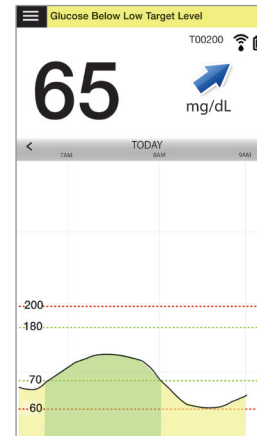 Glucose Below Low Target Level
T00200
65
mg/dL
< TODAY
7AM 8AM 9AM
200
180
70
60